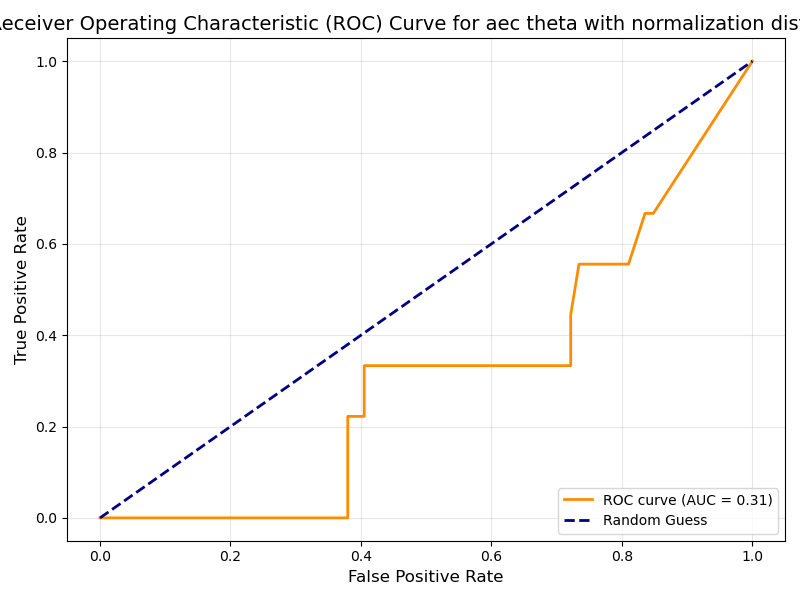 Receiver Operating Characteristic (ROC) Curve for aec theta with normalization
1.0
0.8
0.6
0.4
0.2
0.0
True Positive Rate
0.0 0.2 0.4 0.6 0.8 1.0
False Positive Rate
ROC curve (AUC = 0.31)
Random Guess